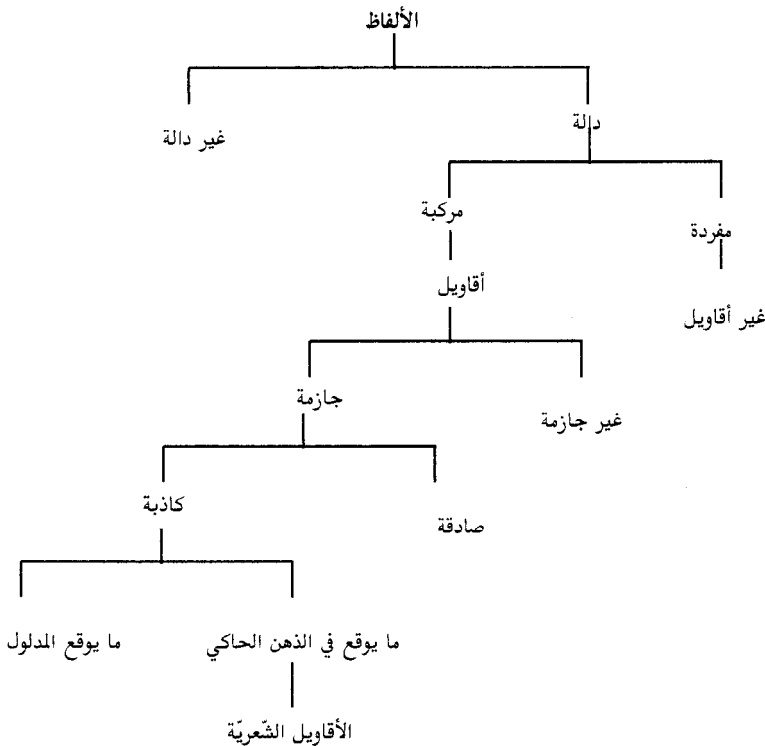 الألفاظ
دالة
غير دالة
مفردة
مركبة
غير أقاويل
أقاويل
غير جازمة
جازمة
صادقة
كاذبة
ما يوقع في الذهن الحاكي
ما يوقع المدلول
الأقاويل الشّعريّة